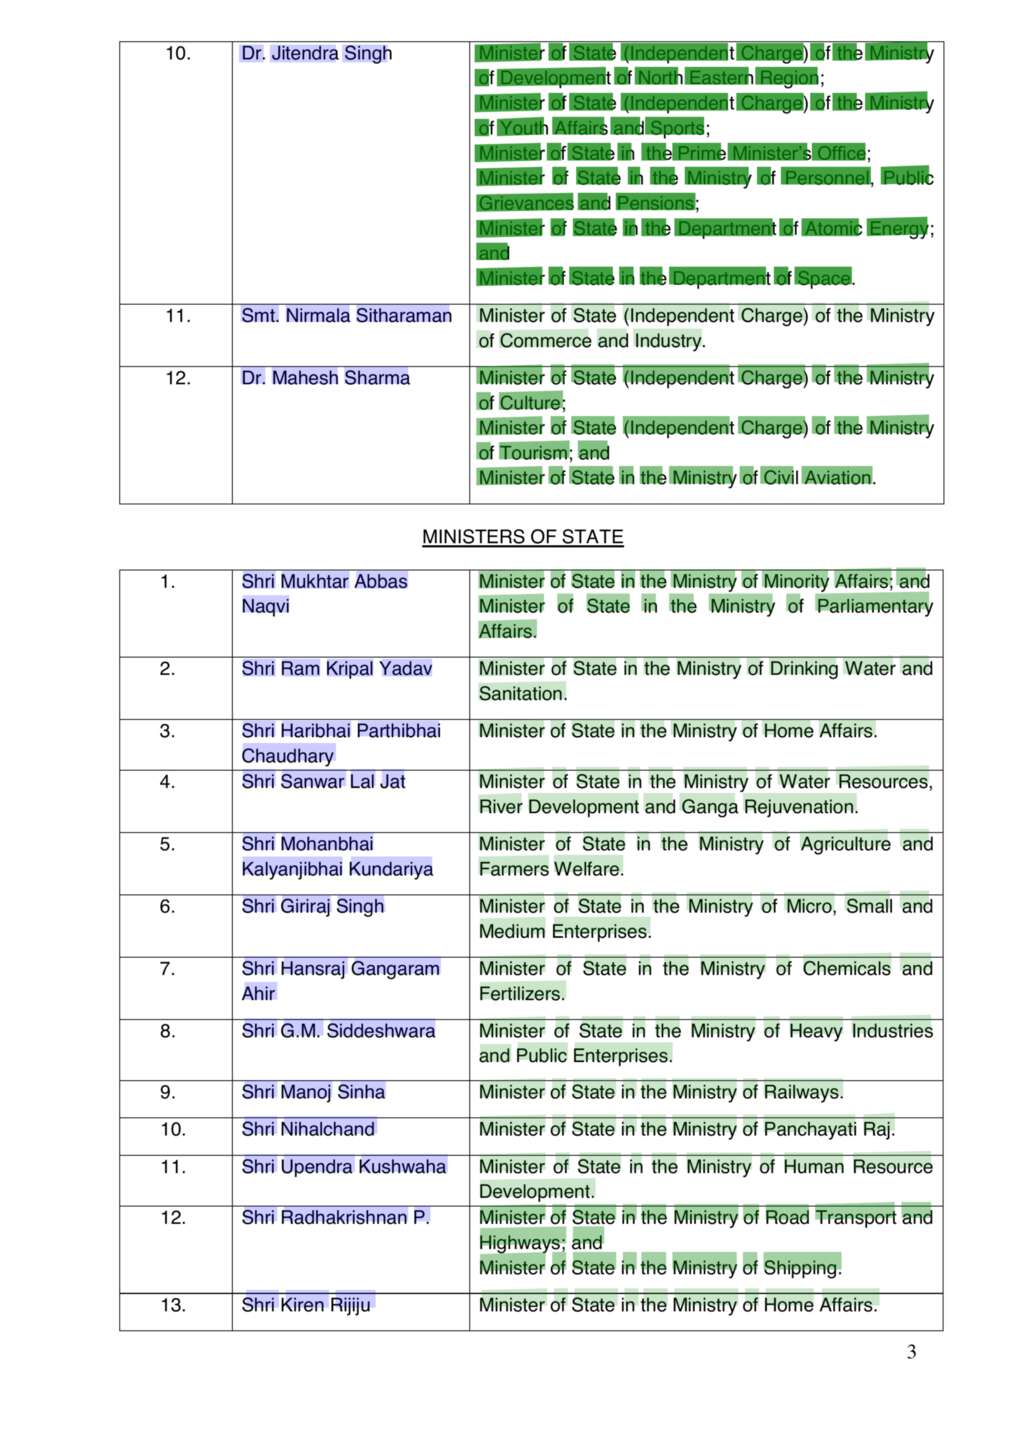 10. Dr. Jitendra Singh Minister of State (Independent Charge) of the Ministry
of Development of North Eastern Region;
Minister of State (Independent Charge) of the Ministry
of Youth Affairs and Sports;
Minister of State in the Prime Minister's Office;
Minister of State in the Ministry of Personnel, Public
Grievances and Pensions;
Minister of State in the Department of Atomic Energy;
and
Minister of State in the Department of Space.
11. Smt. Nirmala Sitharaman Minister of State (Independent Charge) of the Ministry
of Commerce and Industry.
12. Dr. Mahesh Sharma Minister of State (Independent Charge) of the Ministry
of Culture;
Minister of State (Independent Charge) of the Ministry
of Tourism; and
Minister of State in the Ministry of Civil Aviation.
MINISTERS OF STATE
1. Shri Mukhtar Abbas Minister of State in the Ministry of Minority Affairs; and
Naqvi Minister of State in the Ministry of Parliamentary
Affairs.
2. Shri Ram Kripal Yadav Minister of State in the Ministry of Drinking Water and
Sanitation.
3. Shri Haribhai Parthibhai Minister of State in the Ministry of Home Affairs.
Chaudhary
4. Shri Sanwar Lal Jat Minister of State in the Ministry of Water Resources,
River Development and Ganga Rejuvenation.
5. Shri Mohanbhai Minister of State in the Ministry of Agriculture and
Kalyanjibhai Kundariya Farmers Welfare.
6. Shri Giriraj Singh Minister of State in the Ministry of Micro, Small and
Medium Enterprises.
7. Shri Hansraj Gangaram Minister of State in the Ministry of Chemicals and
Ahir Fertilizers.
8. Shri G.M. Siddeshwara Minister of State in the Ministry of Heavy Industries
and Public Enterprises.
9. Shri Manoj Sinha Minister of State in the Ministry of Railways.
10. Shri Nihalchand Minister of State in the Ministry of Panchayati Raj.
11. Shri Upendra Kushwaha Minister of State in the Ministry of Human Resource
Development.
12. Shri Radhakrishnan P. Minister of State in the Ministry of Road Transport and
Highways; and
Minister of State in the Ministry of Shipping.
13. Shri Kiren Rijiju Minister of State in the Ministry of Home Affairs.
3